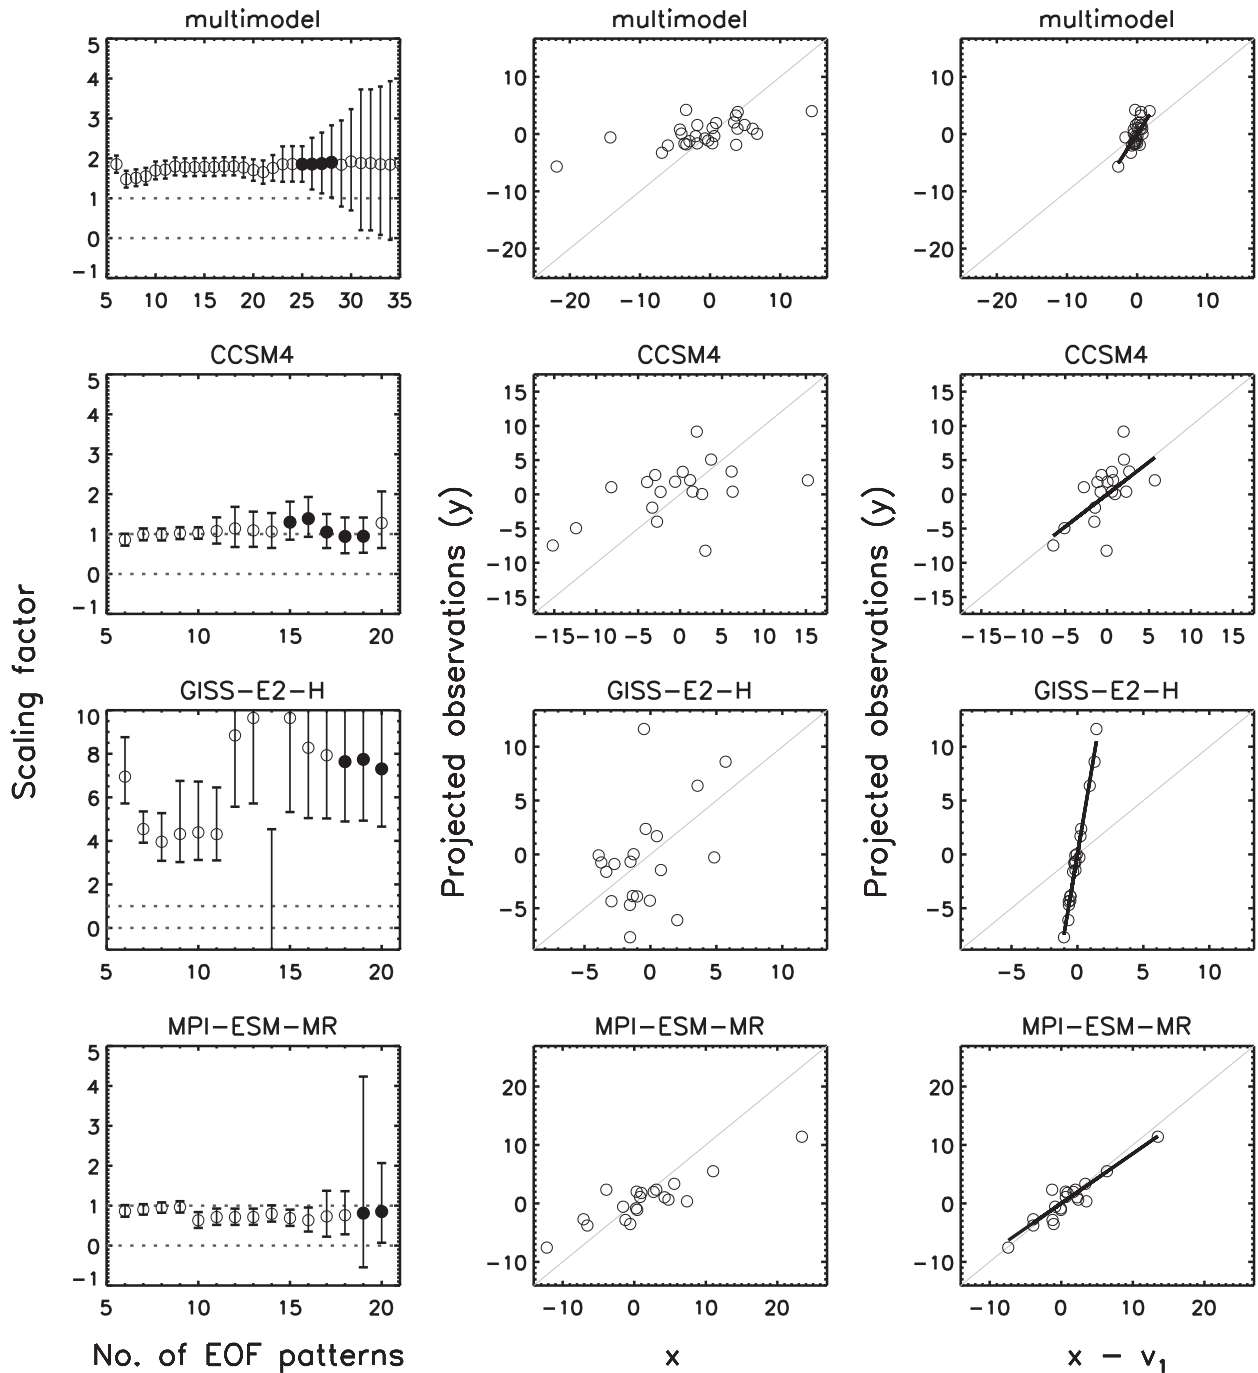 multimodel multimodel multimodel
5 4 3 2 1 0 −1
5 10 15 20 25 30 35
10 0 −10 −20
−20 −10 0 10
10 0 −10 −20
−20 −10 0 10
CCSM4 CCSM4 CCSM4
5 4 3 2 1 0 −1
5 10 15 20
15 10 5 0 −5 −10 −15
−15 −10 −5 0 5 10 15
15 10 5 0 −5 −10 −15
−15 −10 −5 0 5 10 15
GISS−E2−H GISS−E2−H GISS−E2−H
10 8 6 4 2 0
5 10 15 20
10 5 0 −5
−5 0 5 10
10 5 0 −5
−5 0 5 10
MPI−ESM−MR MPI−ESM−MR MPI−ESM−MR
5 4 3 2 1 0 −1
5 10 15 20
20 10 0 −10
−10 0 10 20
20 10 0 −10
−10 0 10 20
Scaling factor
Projected observations (y)
Projected observations (y)
No. of EOF patterns x x − v₁